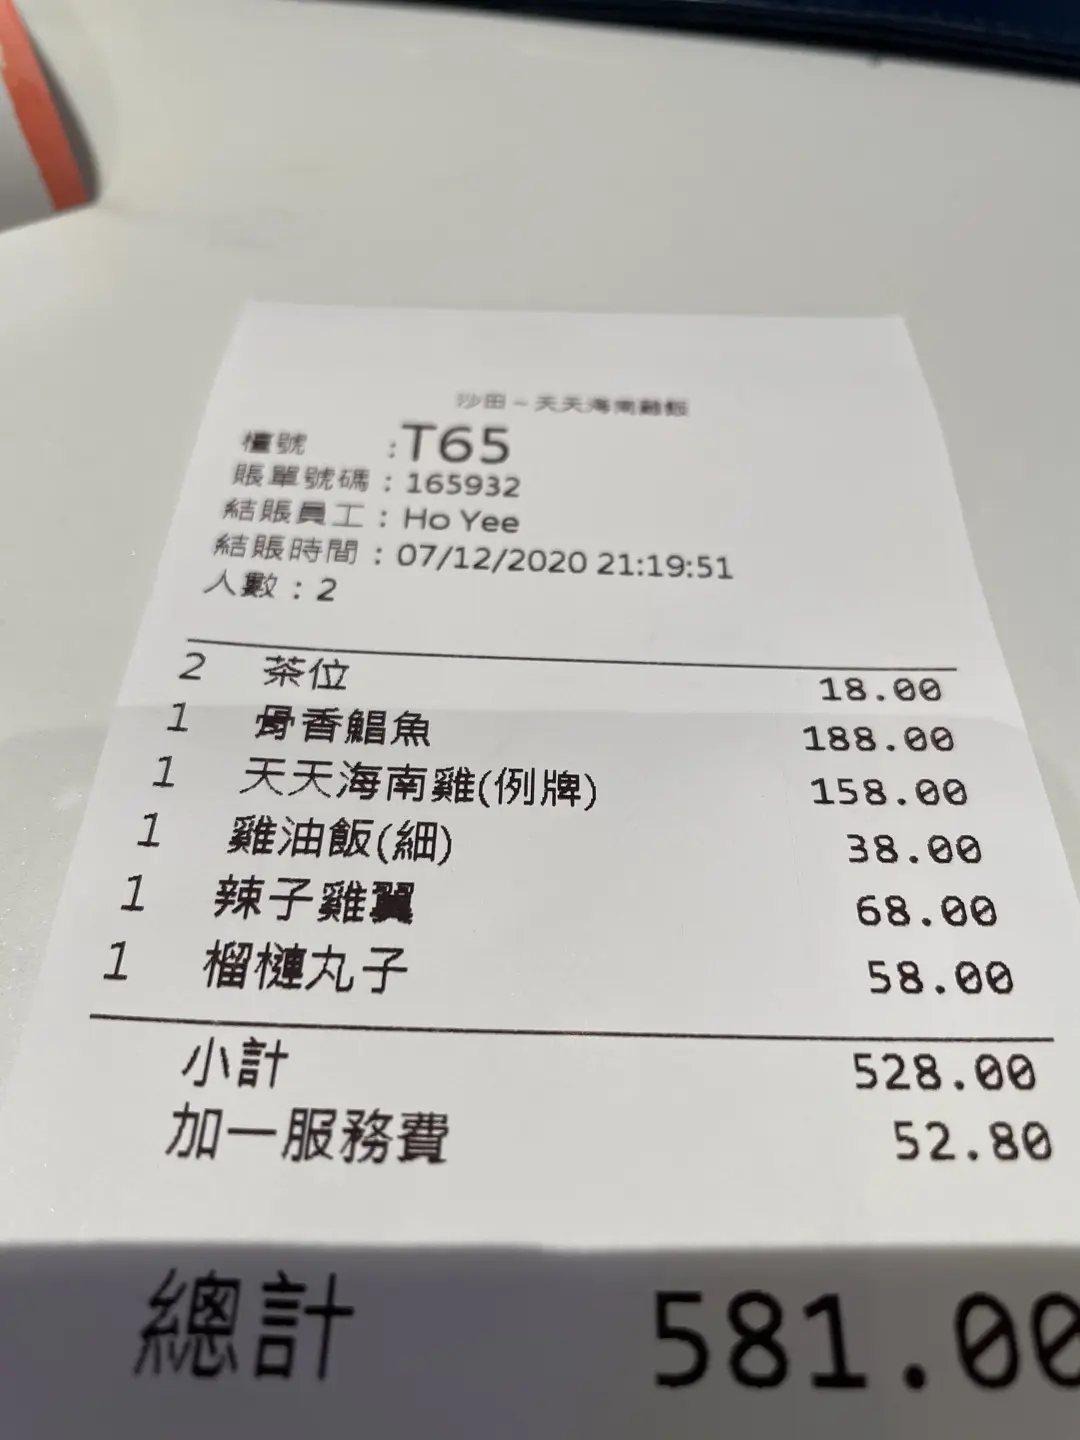 沙田~天天海南雞飯
檯號 :T65
賬單號碼 : 165932
結賬員工 : Ho Yee
結賬時間 : 07/12/2020 21:19:51
人數 : 2
2 茶位 18.00
1 骨香鯧魚 188.00
1 天天海南雞(例牌) 158.00
1 雞油飯(細) 38.00
1 辣子雞翼 68.00
1 榴槤丸子 58.00
小計 528.00
加一服務費 52.80
總計 581.00